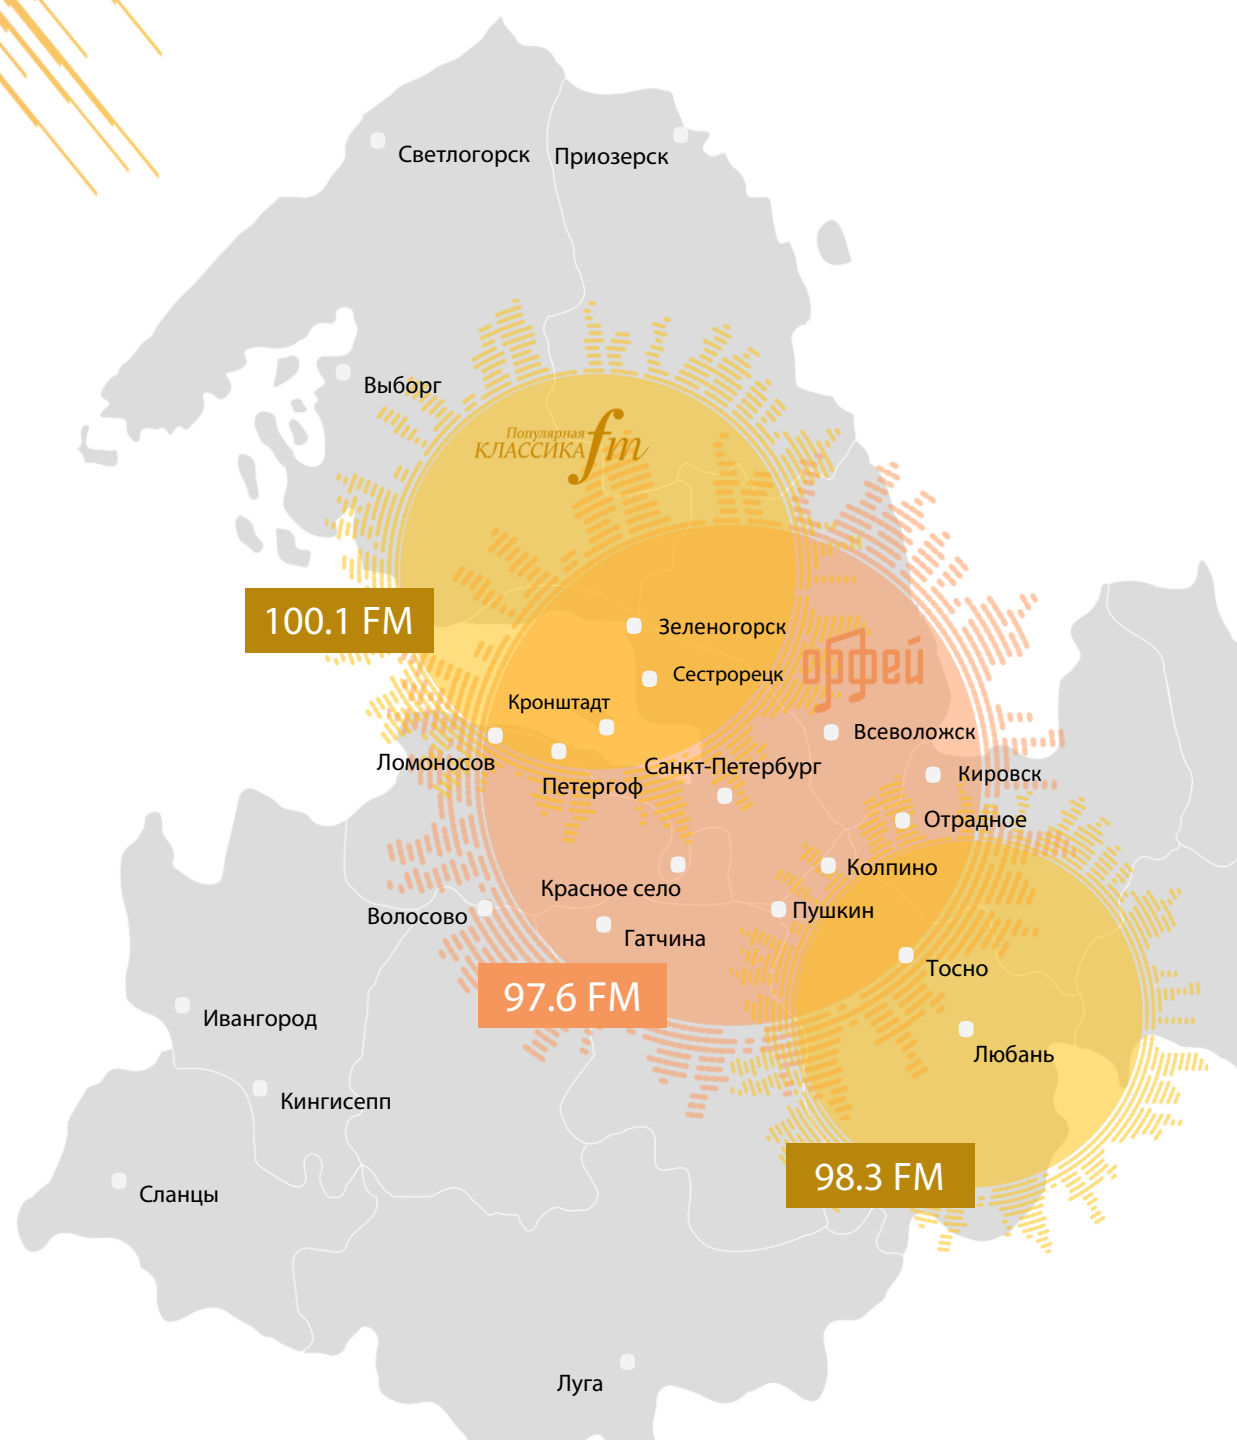 Светлогорск
Приозерск
Выборг
Популярная
КЛАССИКА fm
100.1 FM
Зеленогорск
орфей
Сестрорецк
Кронштадт
Всеволожск
Ломоносов
Санкт-Петербург
Кировск
Петергоф
Отрадное
Колпино
Красное село
Пушкин
Волосово
Гатчина
Тосно
97.6 FM
Ивангород
Любань
Кингисепп
98.3 FM
Сланцы
Луга